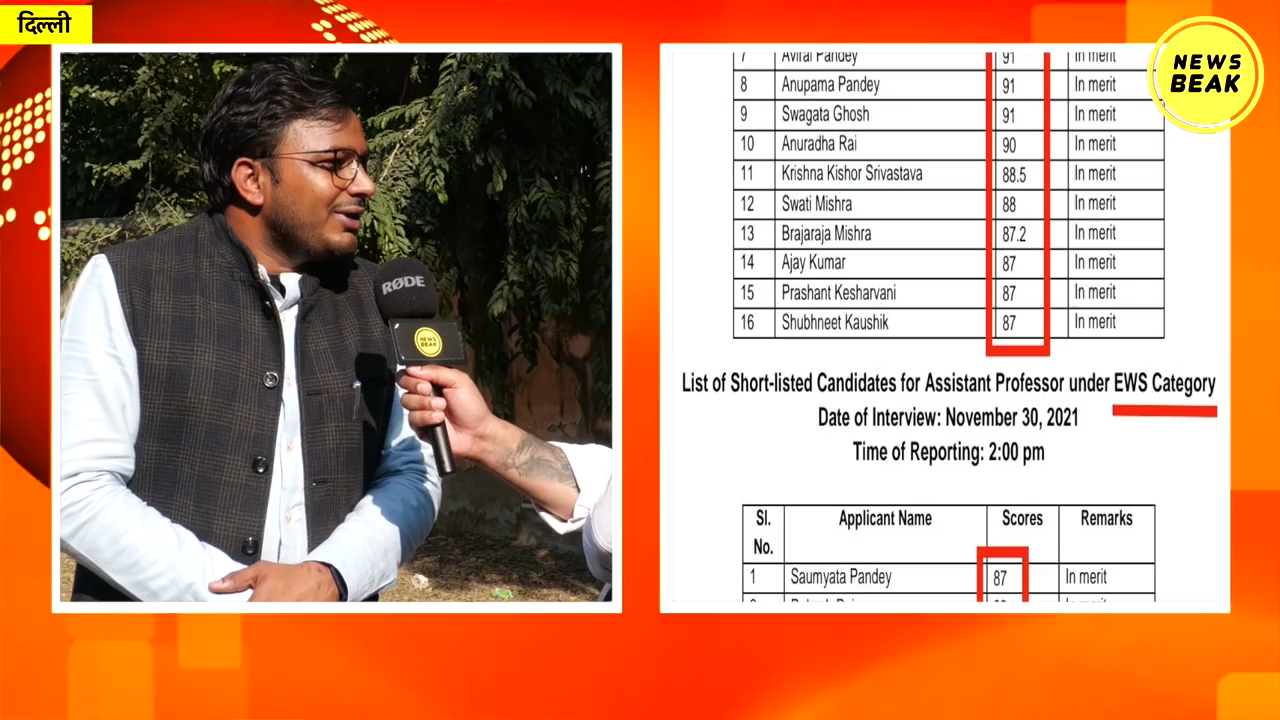 दिल्ली
NEWS
BEAK
RØDE
NEWS
BEAK
7 Aviral Pandey 91 In merit
8 Anupama Pandey 91 In merit
9 Swagata Ghosh 91 In merit
10 Anuradha Rai 90 In merit
11 Krishna Kishor Srivastava 88.5 In merit
12 Swati Mishra 88 In merit
13 Brajaraja Mishra 87.2 In merit
14 Ajay Kumar 87 In merit
15 Prashant Kesharvani 87 In merit
16 Shubhneet Kaushik 87 In merit
List of Short-listed Candidates for Assistant Professor under EWS Category
Date of Interview: November 30, 2021
Time of Reporting: 2:00 pm
Sl. No. Applicant Name Scores Remarks
1 Saumyata Pandey 87 In merit